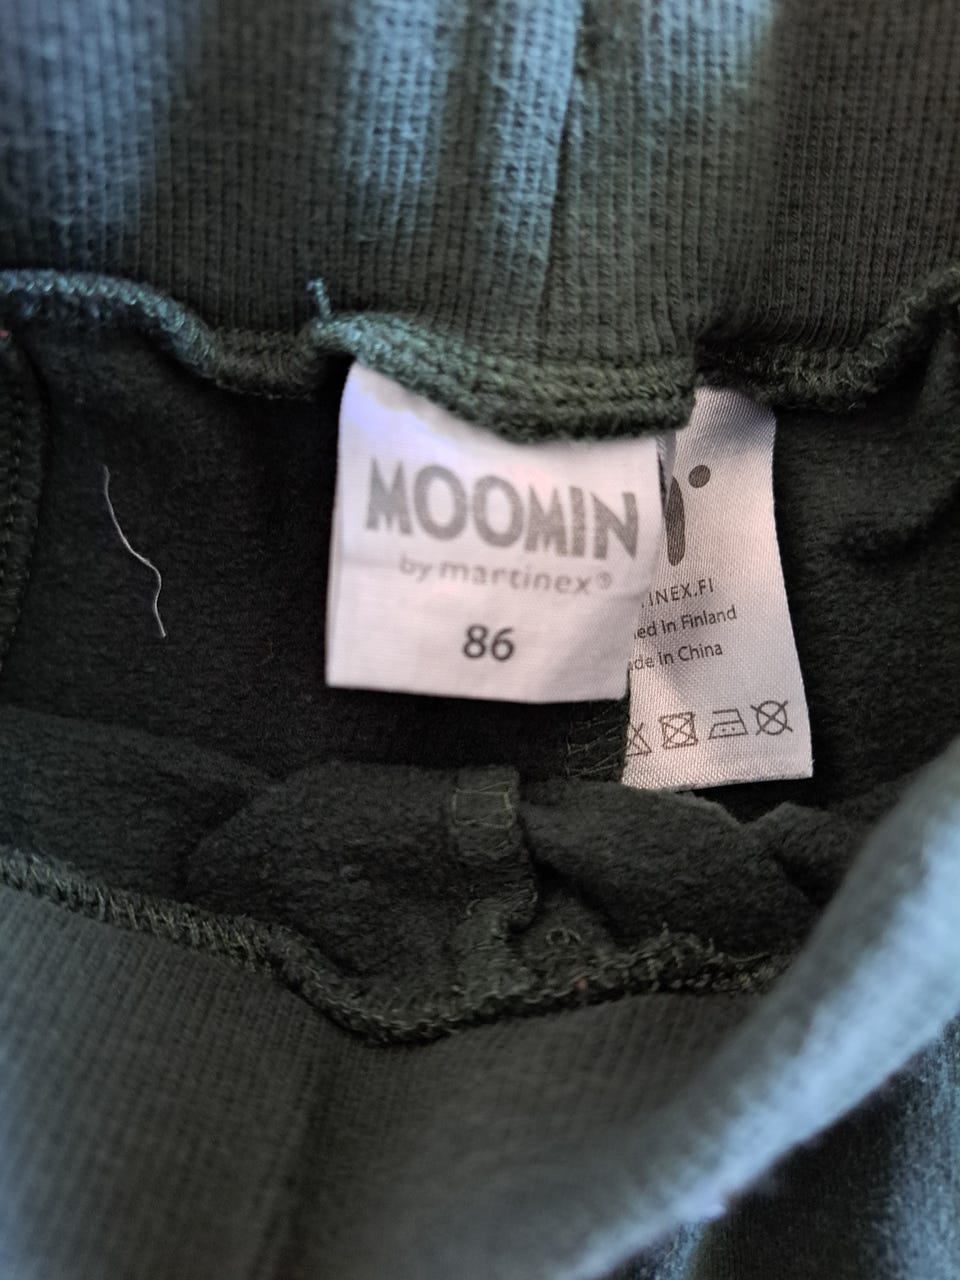 MOOMIN
by martinex®
86
INEX.FI
ed In Finland
de In China